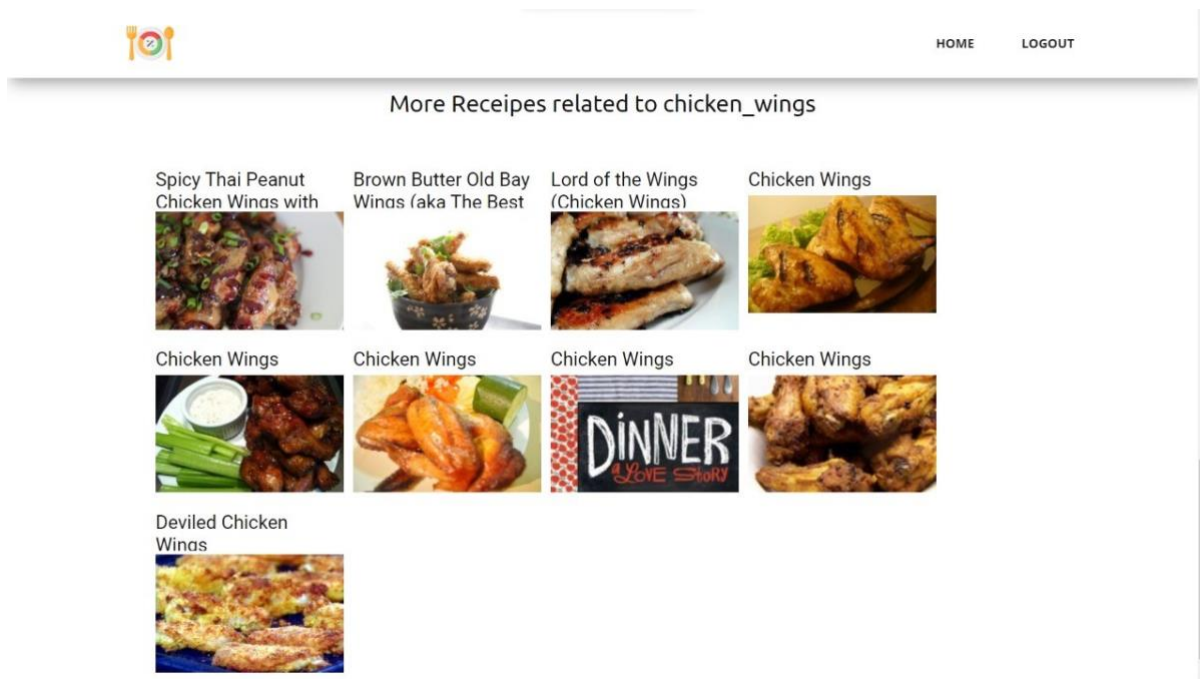 HOME LOGOUT
More Receipes related to chicken_wings
Spicy Thai Peanut
Chicken Wings with
Brown Butter Old Bay
Wings (aka The Best
Lord of the Wings
(Chicken Wings)
Chicken Wings
Chicken Wings
Chicken Wings
Chicken Wings
DiNNER
a LOVE StoRY
Chicken Wings
Deviled Chicken
Wings